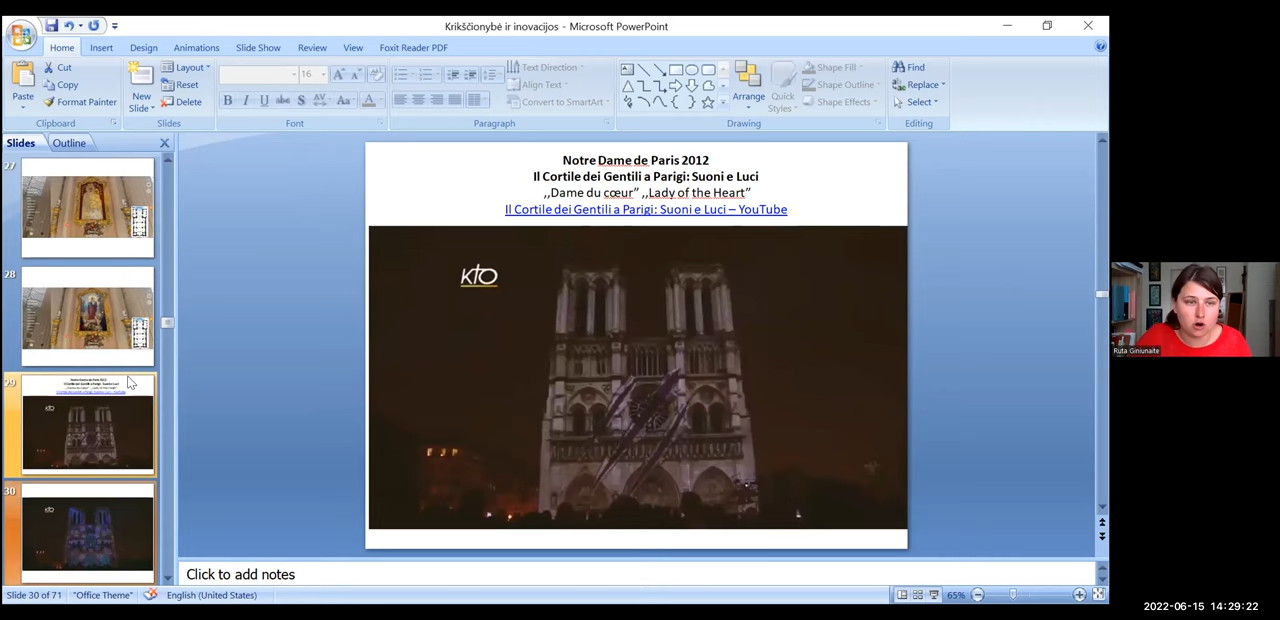 Krikščionybė ir inovacijos - Microsoft PowerPoint
Home Insert Design Animations Slide Show Review View Foxit Reader PDF
Paste
Cut
Copy
Format Painter
Clipboard
New
Slide
Layout
Reset
Delete
Slides
16
B I U abc S AV Aa A
Font
Text Direction
Align Text
Convert to SmartArt
Paragraph
Arrange
Quick
Styles
Shape Fill
Shape Outline
Shape Effects
Drawing
Find
Replace
Select
Editing
Slides Outline
27
28
29
30
Notre Dame de Paris 2012
Il Cortile dei Gentili a Parigi: Suoni e Luci
,,Dame du cœur” ,,Lady of the Heart”
Il Cortile dei Gentili a Parigi: Suoni e Luci – YouTube
kto
Click to add notes
Slide 30 of 71 "Office Theme" English (United States) 65%
Ruta Giniunaite
2022-06-15 14:29:22